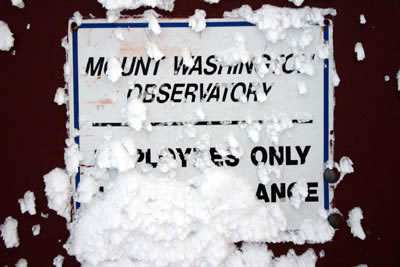 MOUNT WASHINGTON
OBSERVATORY
EMPLOYEES ONLY